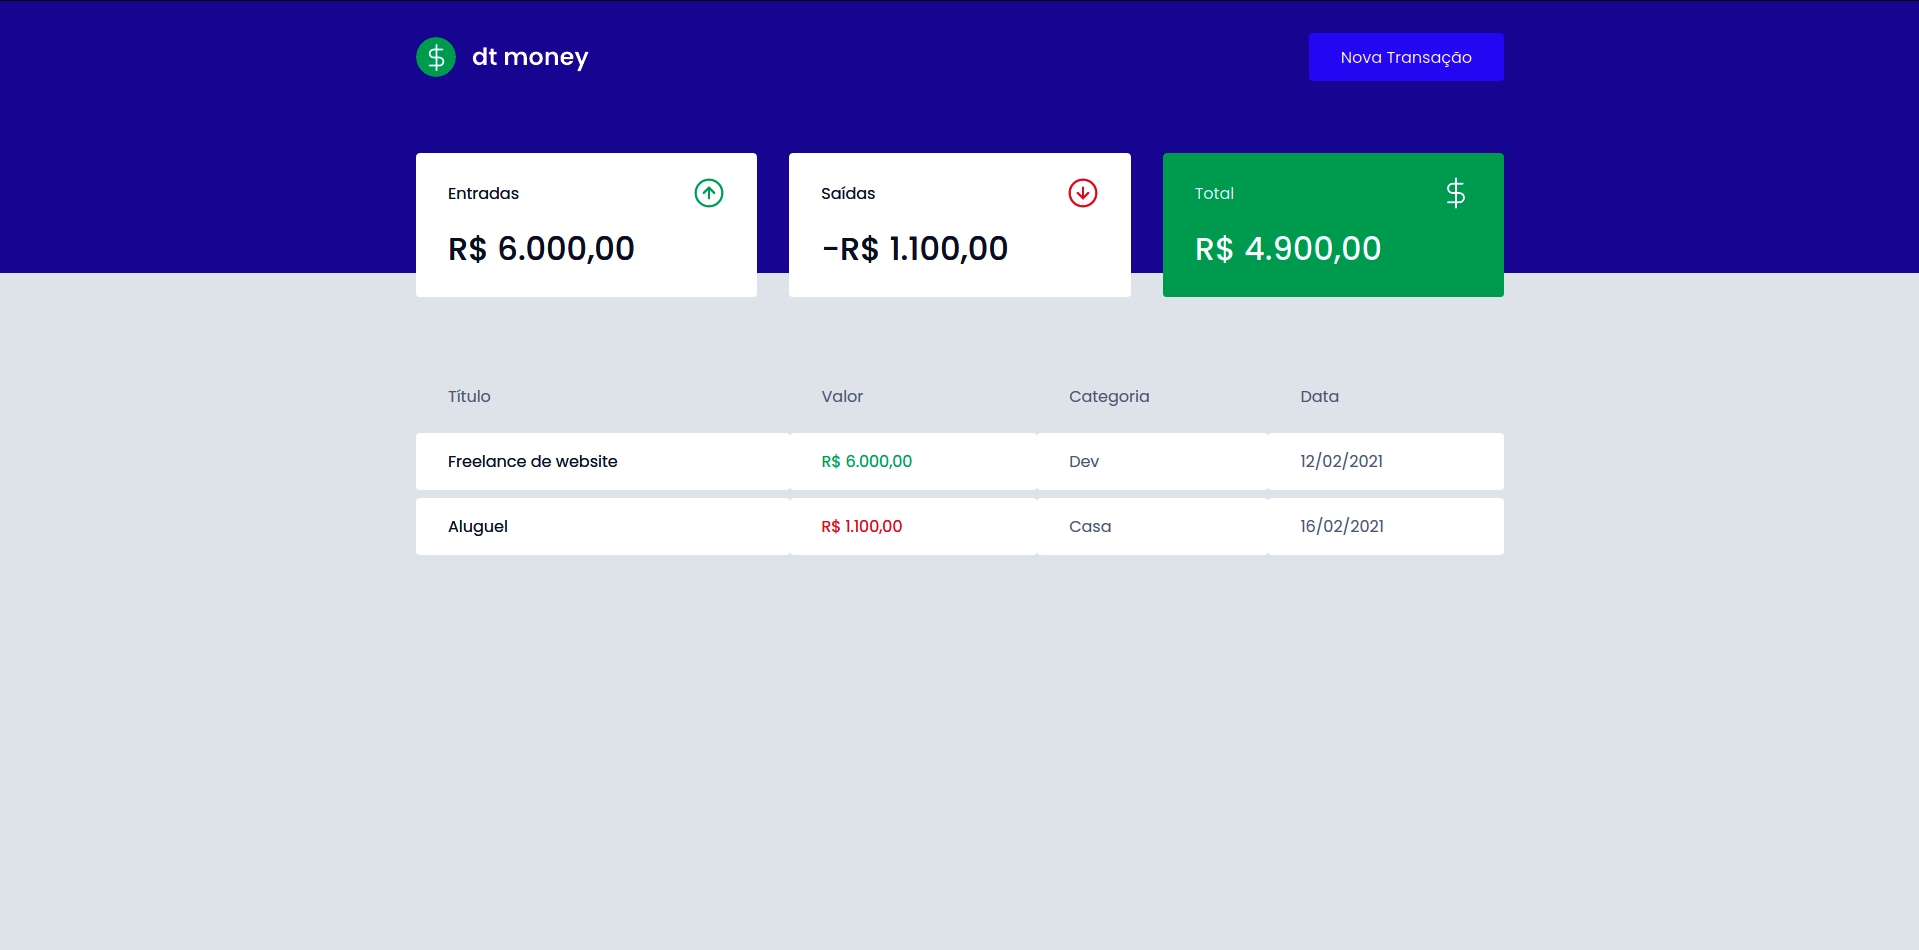 dt money
Nova Transação
Entradas
Saídas
Total
R$ 6.000,00
-R$ 1.100,00
R$ 4.900,00
Título Valor Categoria Data
Freelance de website R$ 6.000,00 Dev 12/02/2021
Aluguel R$ 1.100,00 Casa 16/02/2021